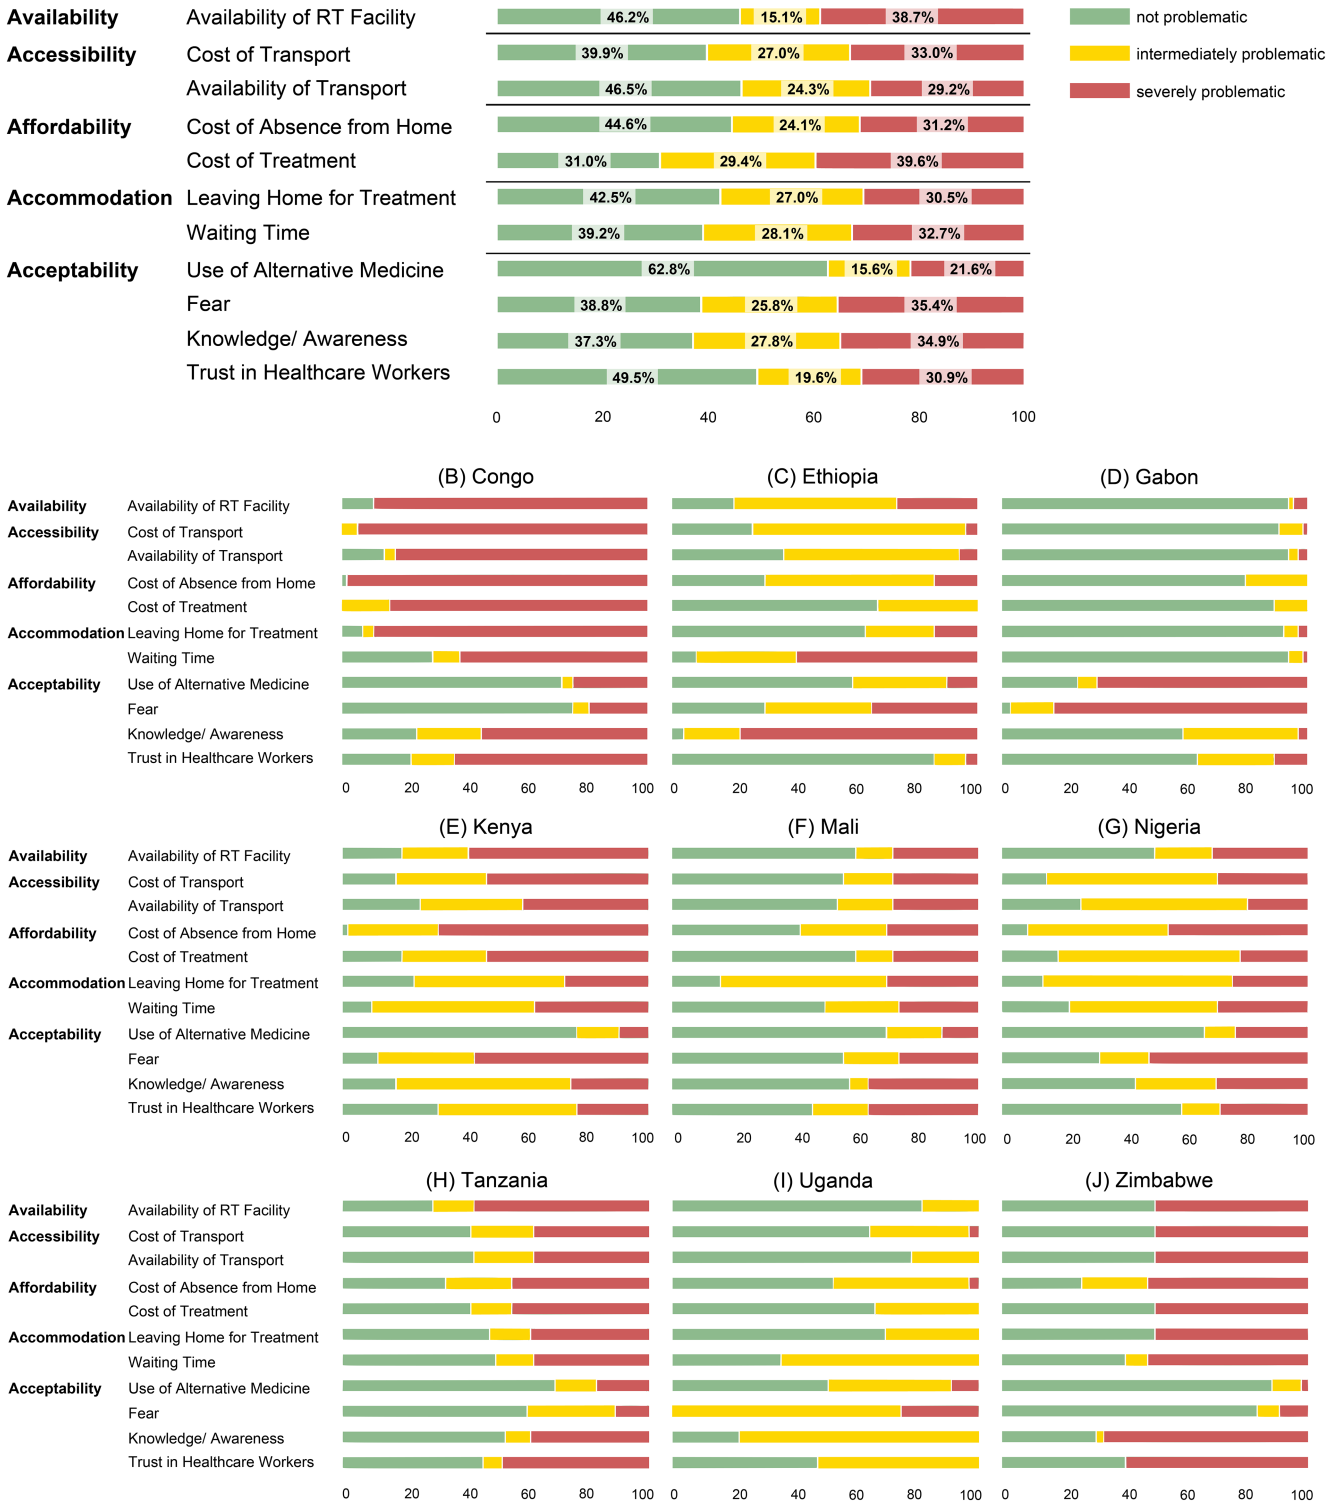 Availability Availability of RT Facility 46.2% 15.1% 38.7% not problematic
Accessibility Cost of Transport 39.9% 27.0% 33.0% intermediately problematic
Availability of Transport 46.5% 24.3% 29.2% severely problematic
Affordability Cost of Absence from Home 44.6% 24.1% 31.2%
Cost of Treatment 31.0% 29.4% 39.6%
Accommodation Leaving Home for Treatment 42.5% 27.0% 30.5%
Waiting Time 39.2% 28.1% 32.7%
Acceptability Use of Alternative Medicine 62.8% 15.6% 21.6%
Fear 38.8% 25.8% 35.4%
Knowledge/ Awareness 37.3% 27.8% 34.9%
Trust in Healthcare Workers 49.5% 19.6% 30.9%
0 20 40 60 80 100
(B) Congo (C) Ethiopia (D) Gabon
Availability Availability of RT Facility
Accessibility Cost of Transport
Availability of Transport
Affordability Cost of Absence from Home
Cost of Treatment
Accommodation Leaving Home for Treatment
Waiting Time
Acceptability Use of Alternative Medicine
Fear
Knowledge/ Awareness
Trust in Healthcare Workers
0 20 40 60 80 100 0 20 40 60 80 100 0 20 40 60 80 100
(E) Kenya (F) Mali (G) Nigeria
Availability Availability of RT Facility
Accessibility Cost of Transport
Availability of Transport
Affordability Cost of Absence from Home
Cost of Treatment
Accommodation Leaving Home for Treatment
Waiting Time
Acceptability Use of Alternative Medicine
Fear
Knowledge/ Awareness
Trust in Healthcare Workers
0 20 40 60 80 100 0 20 40 60 80 100 0 20 40 60 80 100
(H) Tanzania (I) Uganda (J) Zimbabwe
Availability Availability of RT Facility
Accessibility Cost of Transport
Availability of Transport
Affordability Cost of Absence from Home
Cost of Treatment
Accommodation Leaving Home for Treatment
Waiting Time
Acceptability Use of Alternative Medicine
Fear
Knowledge/ Awareness
Trust in Healthcare Workers
0 20 40 60 80 100 0 20 40 60 80 100 0 20 40 60 80 100